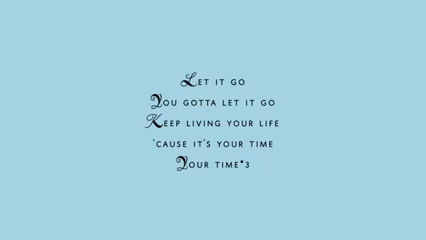 Let it go
You gotta let it go
Keep living your life
'cause it's your time
Your time*3